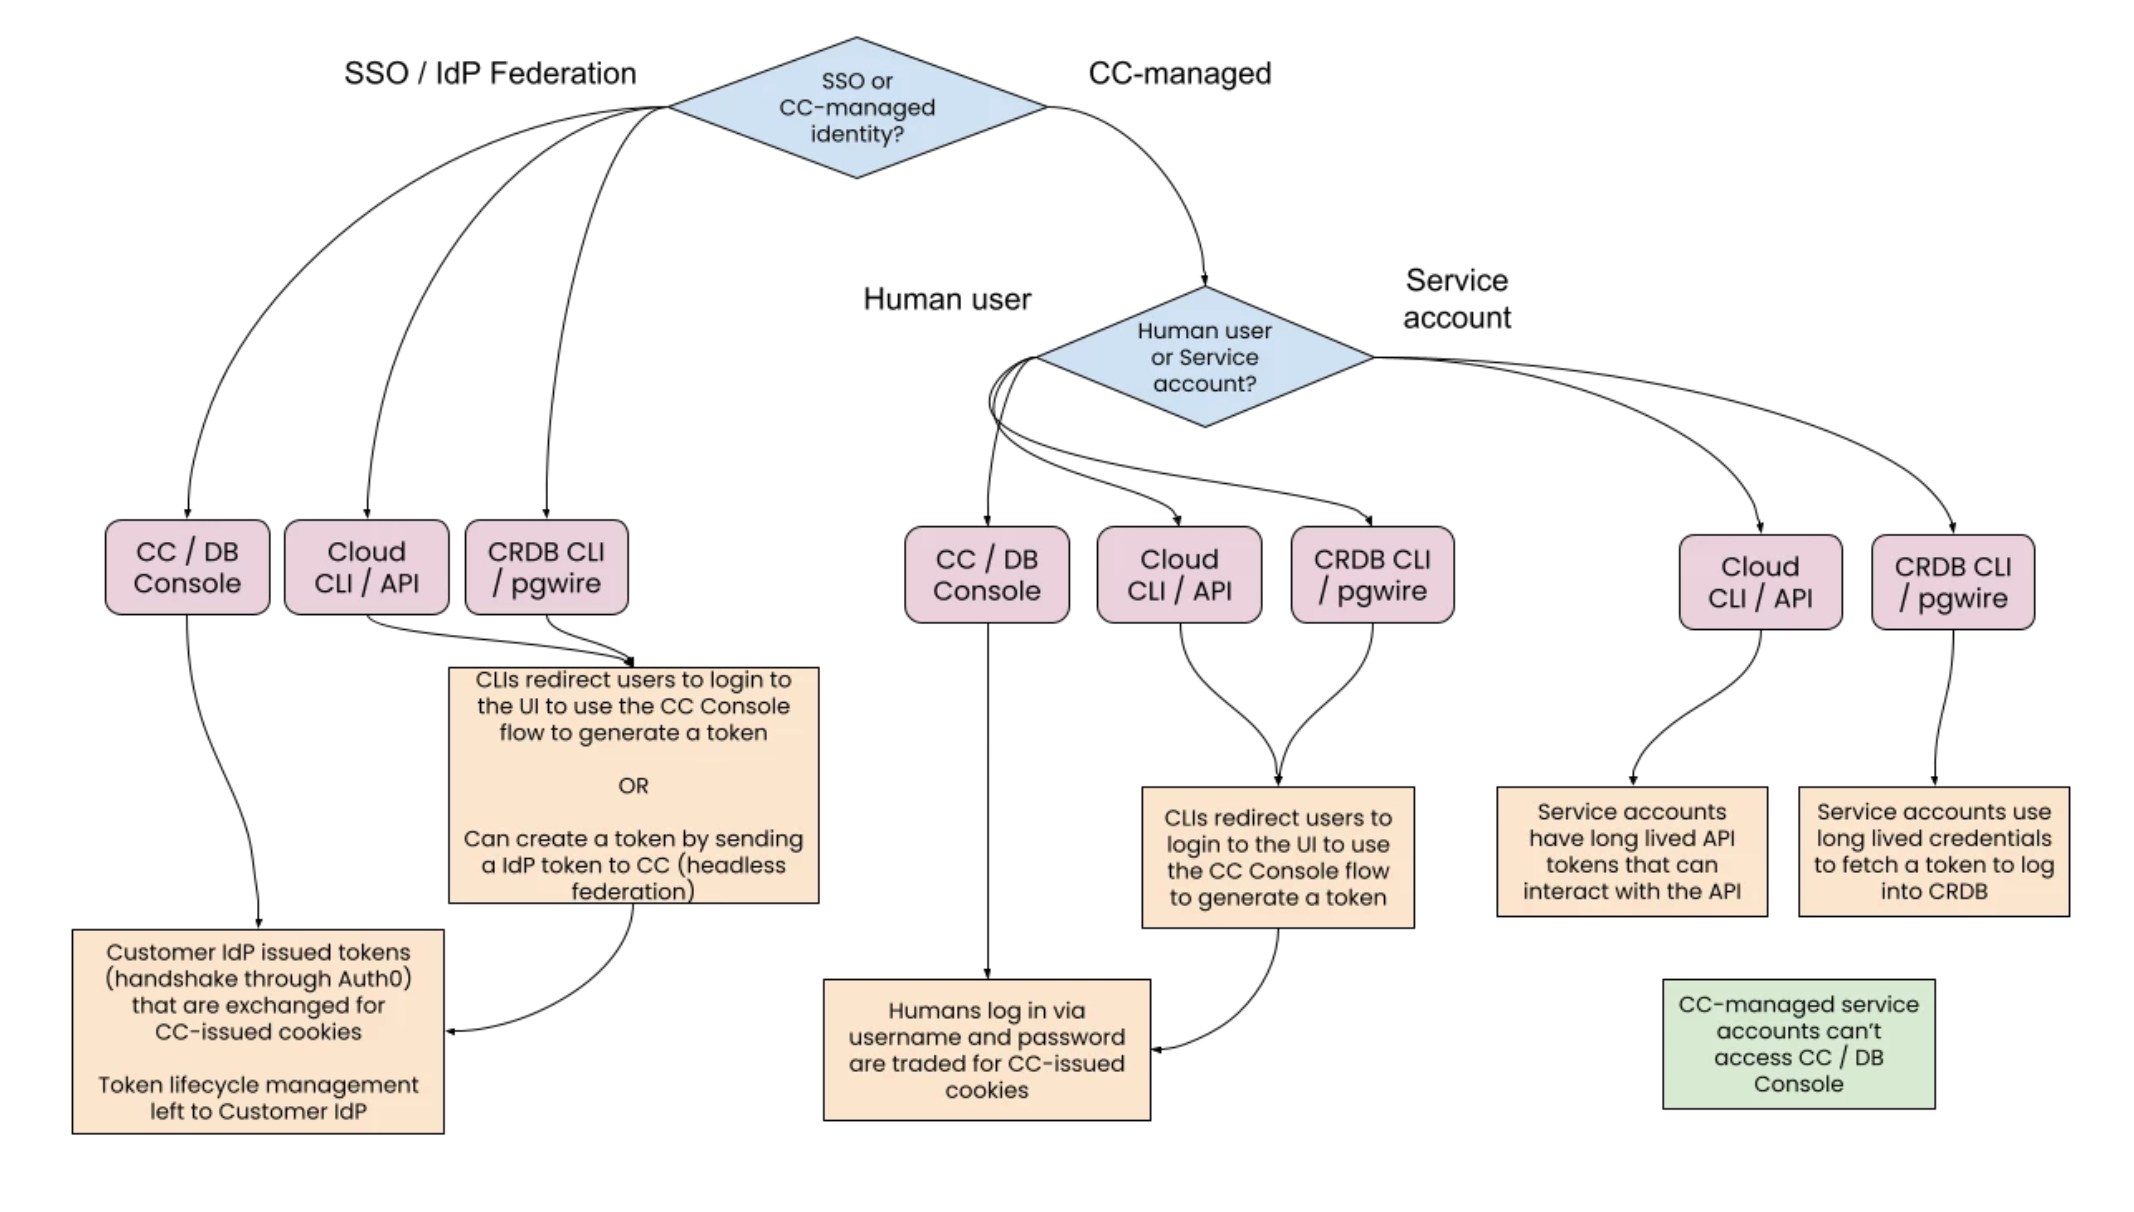 SSO / IdP Federation
SSO or
CC-managed
identity?
CC-managed
Human user
Human user
or Service
account?
Service
account
CC / DB
Console
Cloud
CLI / API
CRDB CLI
/ pgwire
CC / DB
Console
Cloud
CLI / API
CRDB CLI
/ pgwire
Cloud
CLI / API
CRDB CLI
/ pgwire
CLIs redirect users to login to
the UI to use the CC Console
flow to generate a token
OR
Can create a token by sending
a IdP token to CC (headless
federation)
CLIs redirect users to
login to the UI to use
the CC Console flow
to generate a token
Service accounts
have long lived API
tokens that can
interact with the API
Service accounts use
long lived credentials
to fetch a token to log
into CRDB
Customer IdP issued tokens
(handshake through Auth0)
that are exchanged for
CC-issued cookies
Token lifecycle management
left to Customer IdP
Humans log in via
username and password
are traded for CC-issued
cookies
CC-managed service
accounts can't
access CC / DB
Console